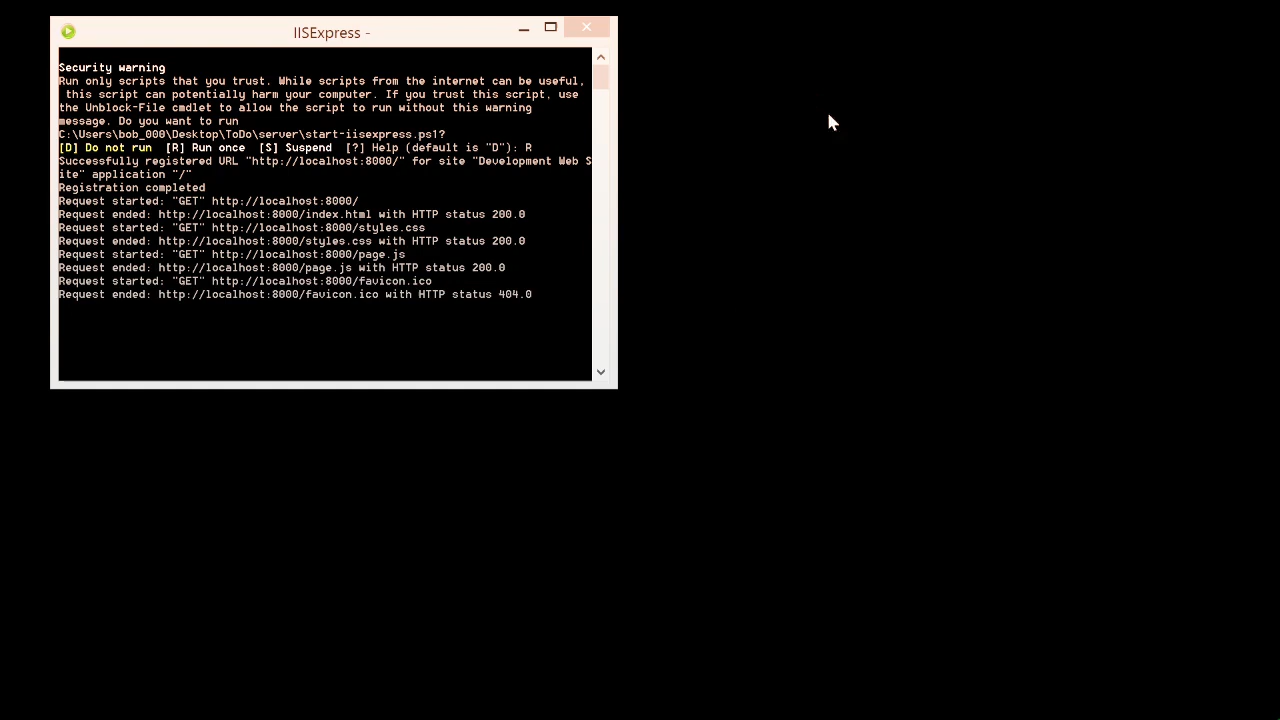 IISExpress -
Security warning
Run only scripts that you trust. While scripts from the internet can be useful,
this script can potentially harm your computer. If you trust this script, use
the Unblock-File cmdlet to allow the script to run without this warning
message. Do you want to run
C:\Users\bob_000\Desktop\ToDo\server\start-iisexpress.ps1?
[D] Do not run  [R] Run once  [S] Suspend  [?] Help (default is "D"): R
Successfully registered URL "http://localhost:8000/" for site "Development Web S
ite" application "/"
Registration completed
Request started: "GET" http://localhost:8000/
Request ended: http://localhost:8000/index.html with HTTP status 200.0
Request started: "GET" http://localhost:8000/styles.css
Request ended: http://localhost:8000/styles.css with HTTP status 200.0
Request started: "GET" http://localhost:8000/page.js
Request ended: http://localhost:8000/page.js with HTTP status 200.0
Request started: "GET" http://localhost:8000/favicon.ico
Request ended: http://localhost:8000/favicon.ico with HTTP status 404.0